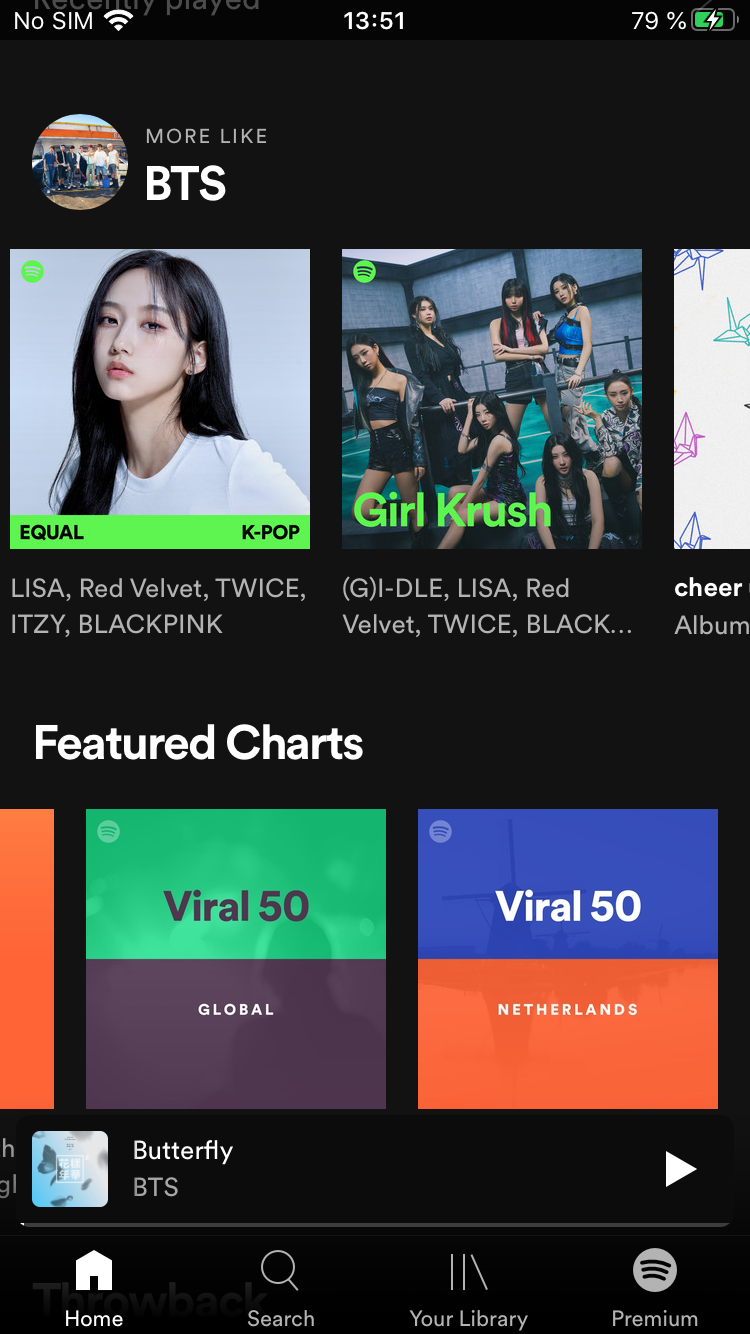 Recently played
No SIM 13:51 79 %
MORE LIKE
BTS
EQUAL K-POP
Girl Krush
LISA, Red Velvet, TWICE,
ITZY, BLACKPINK
(G)I-DLE, LISA, Red
Velvet, TWICE, BLACK...
cheer
Album
Featured Charts
Viral 50
GLOBAL
Viral 50
NETHERLANDS
Butterfly
BTS
Throwback
Home
Search
Your Library
Premium